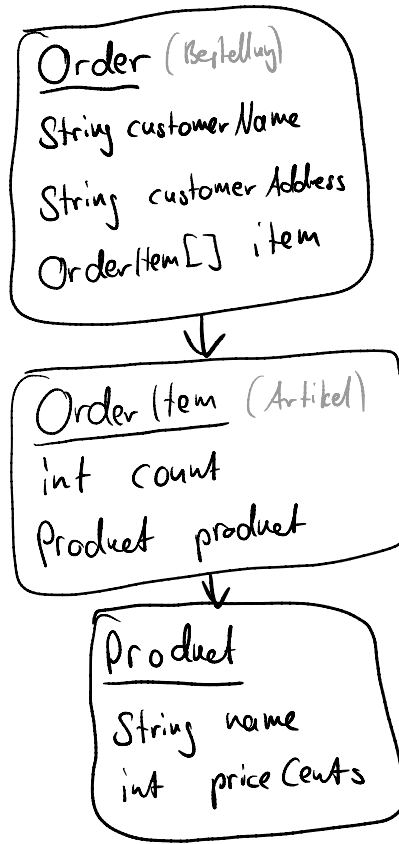 Order (Bestellung)
String customerName
String customerAddress
OrderItem[] item
OrderItem (Artikel)
int count
Product product
Product
String name
int priceCents